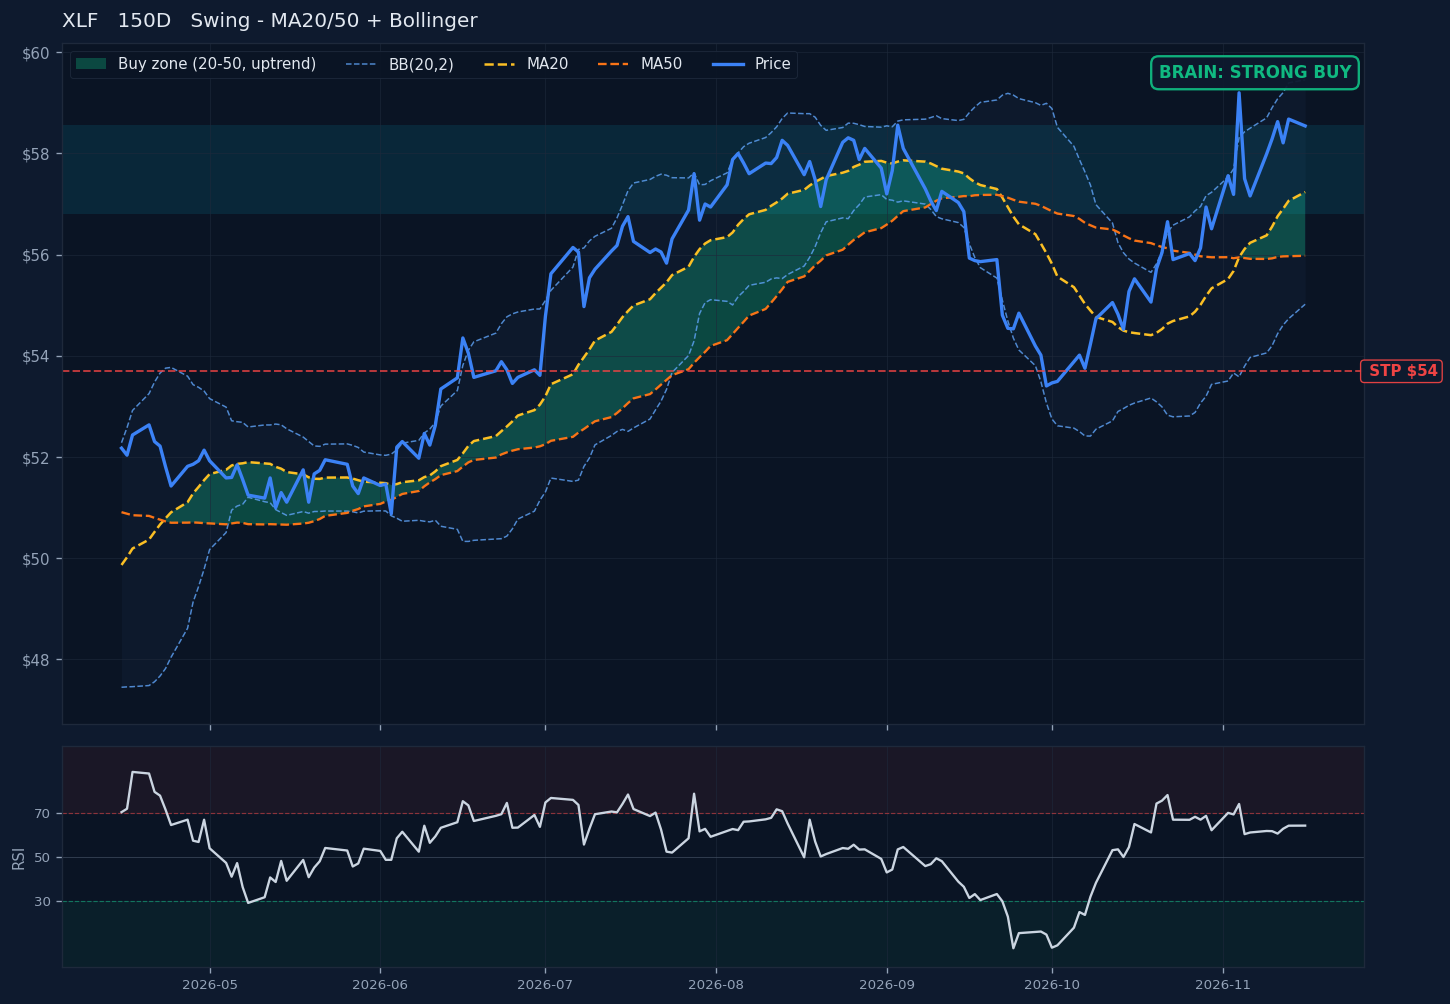 XLF   150D   Swing - MA20/50 + Bollinger
Buy zone (20-50, uptrend)   BB(20,2)   MA20   MA50   Price
BRAIN: STRONG BUY
$60
$58
$56
$54
$52
$50
$48
STP $54
RSI
70
50
30
2026-05   2026-06   2026-07   2026-08   2026-09   2026-10   2026-11